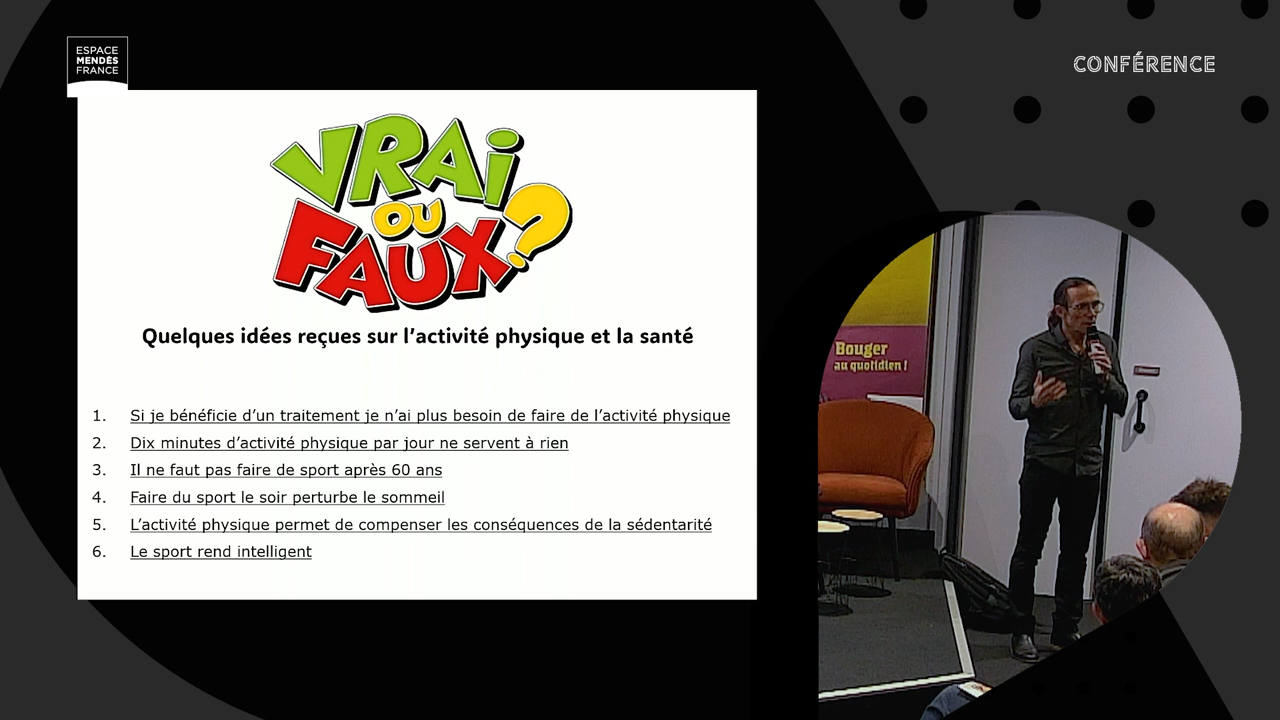 ESPACE
MENDÈS
FRANCE
CONFÉRENCE
VRAi
OU
FAUX?
Quelques idées reçues sur l'activité physique et la santé
1. Si je bénéficie d'un traitement je n'ai plus besoin de faire de l'activité physique
2. Dix minutes d'activité physique par jour ne servent à rien
3. Il ne faut pas faire de sport après 60 ans
4. Faire du sport le soir perturbe le sommeil
5. L'activité physique permet de compenser les conséquences de la sédentarité
6. Le sport rend intelligent
Bouger
au quotidien !